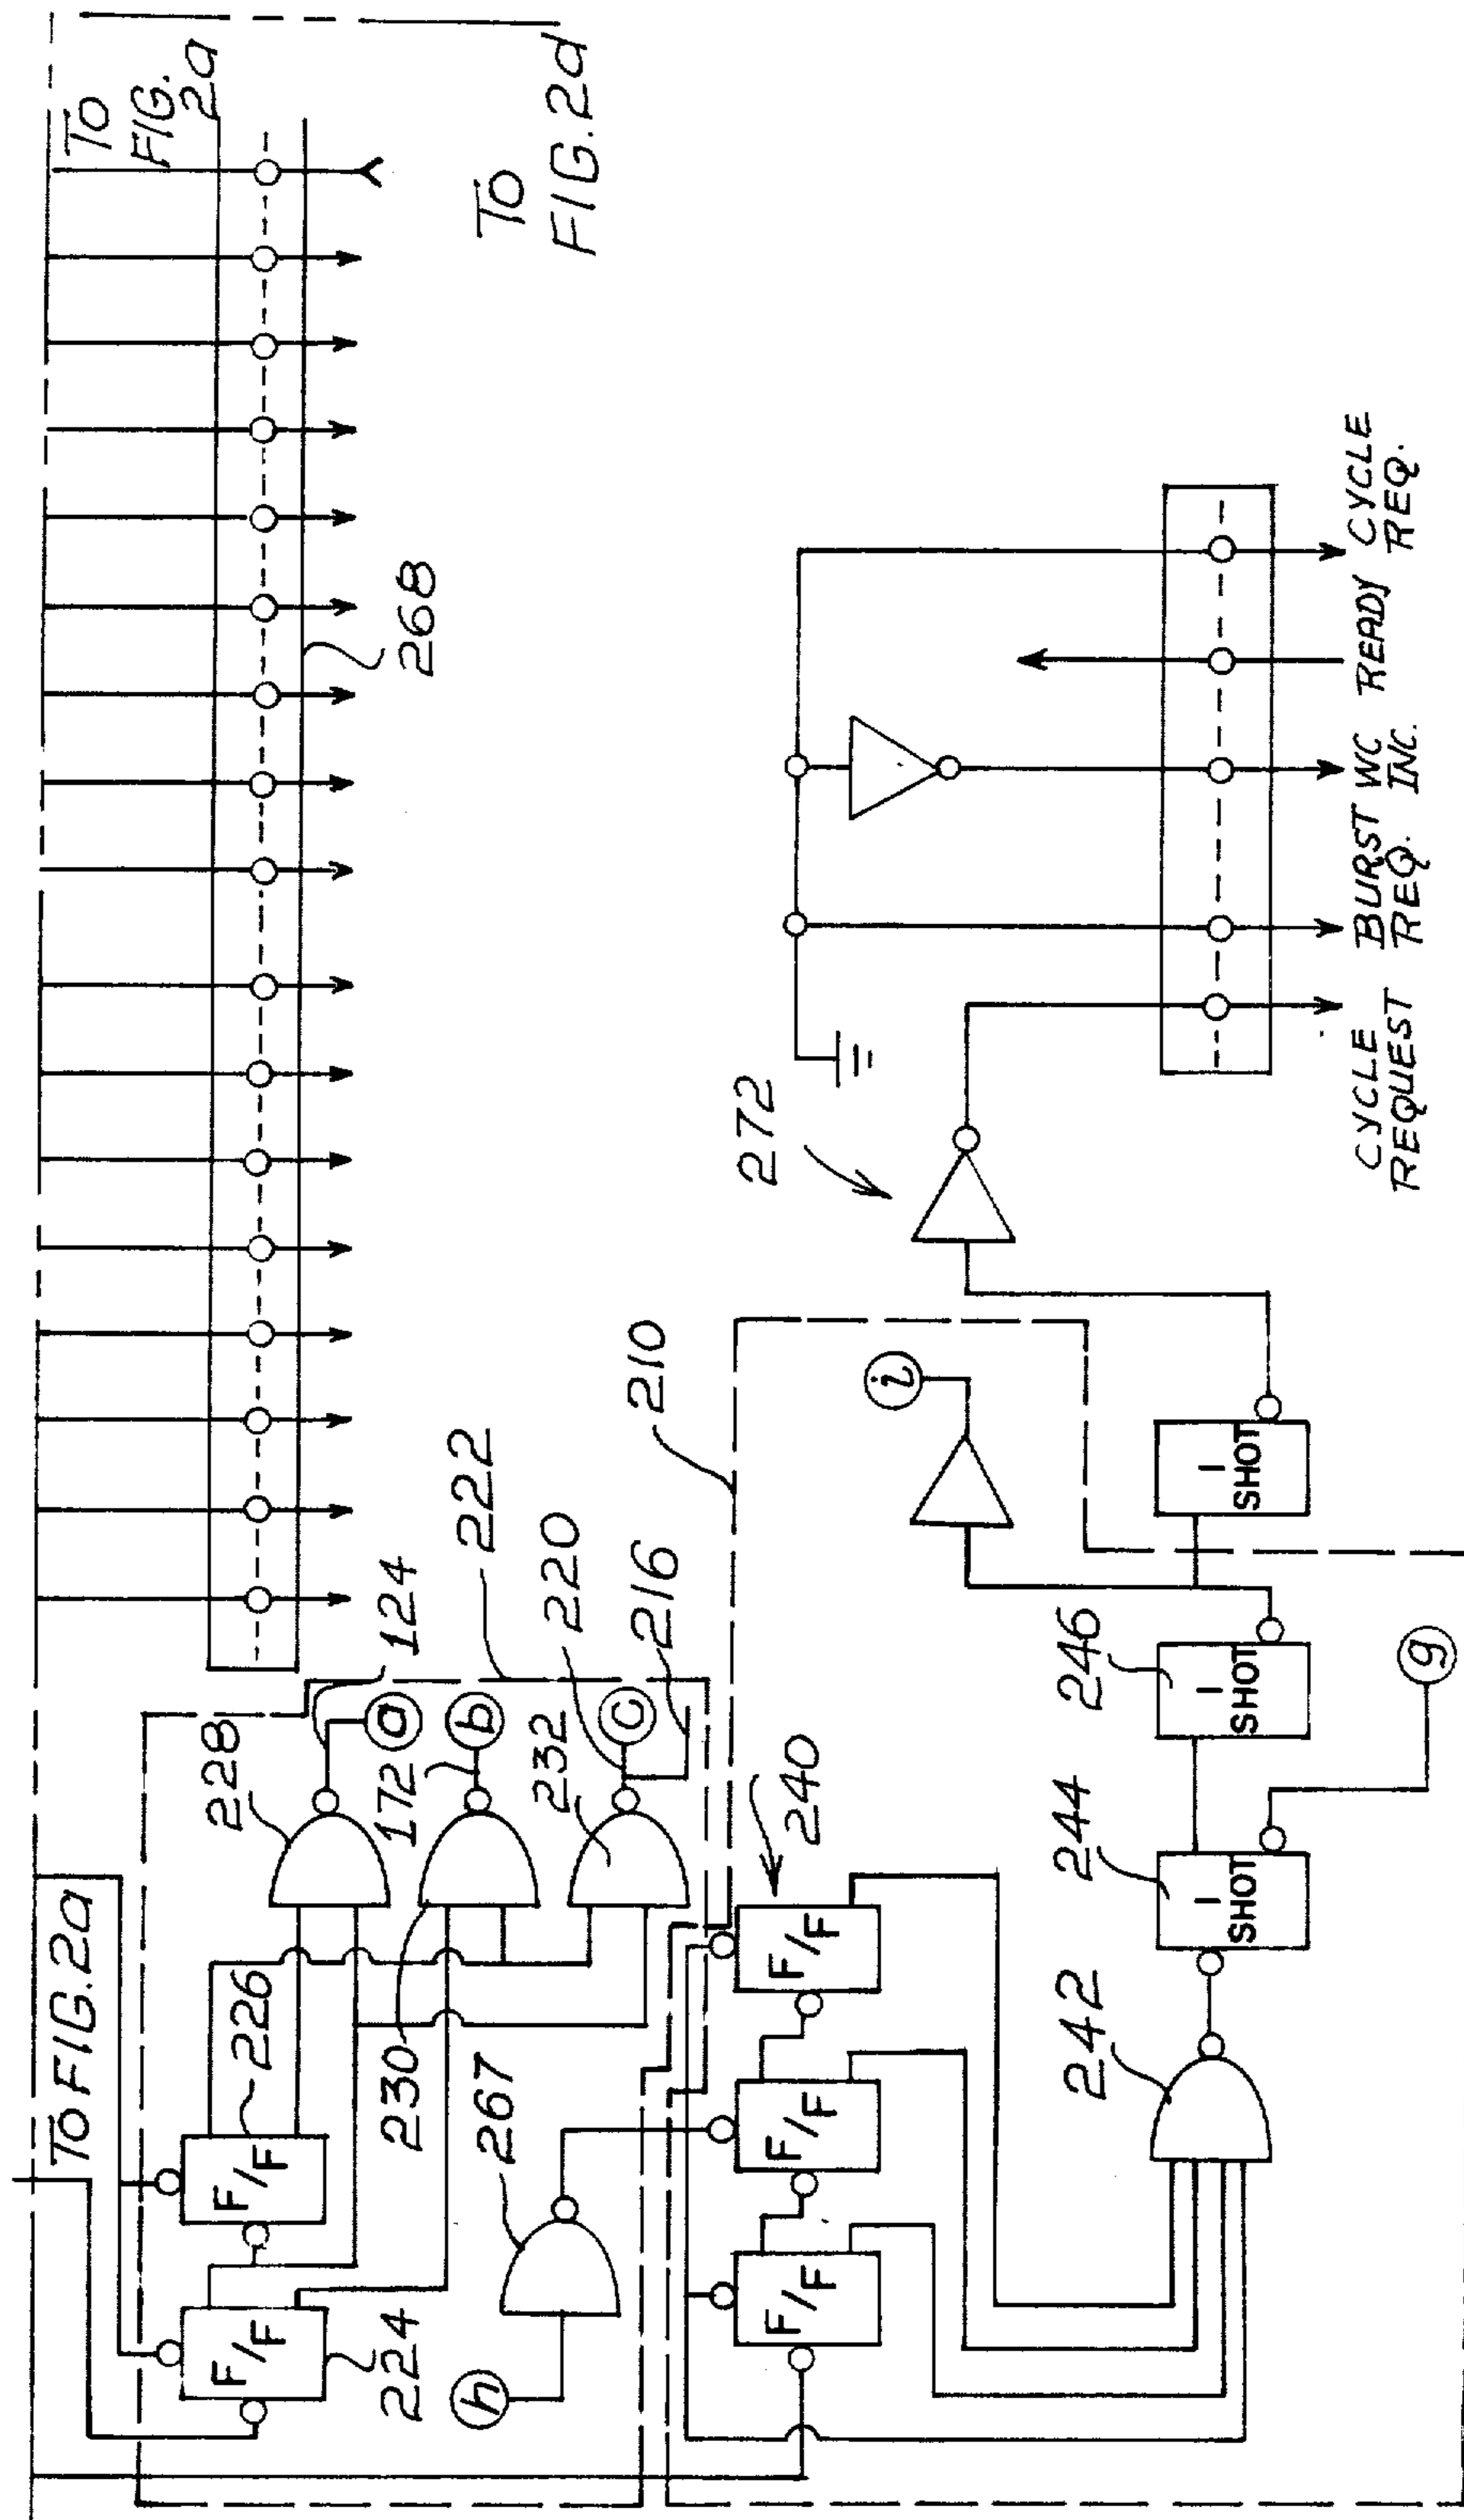 TO FIG. 2a
TO
FIG.
2a
TO
FIG. 2d
F/F
F/F
224
226
228
124
a
230
172
b
222
232
220
c
216
h
267
268
210
F/F
F/F
F/F
240
242
1
SHOT
244
g
1
SHOT
246
i
1
SHOT
272
CYCLE
REQUEST
BURST
REQ.
WC
INC.
READY
CYCLE
REQ.